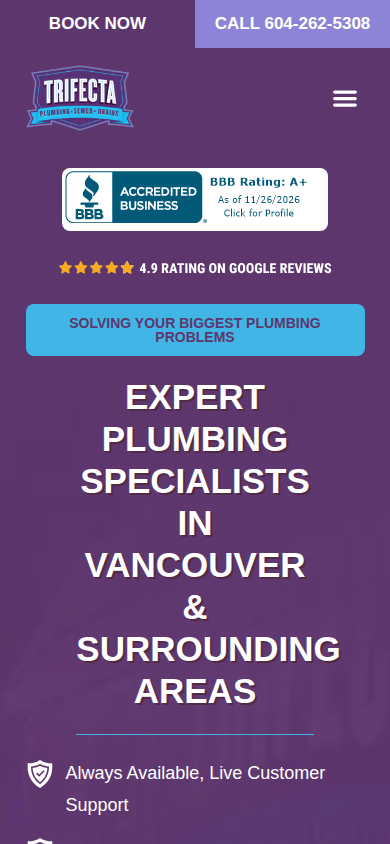 BOOK NOW
CALL 604-262-5308
TRIFECTA
PLUMBING • SEWER • DRAINS
BBB
ACCREDITED
BUSINESS
BBB Rating: A+
As of 11/26/2026
Click for Profile
4.9 RATING ON GOOGLE REVIEWS
SOLVING YOUR BIGGEST PLUMBING
PROBLEMS
EXPERT
PLUMBING
SPECIALISTS
IN
VANCOUVER
&
SURROUNDING
AREAS
Always Available, Live Customer
Support